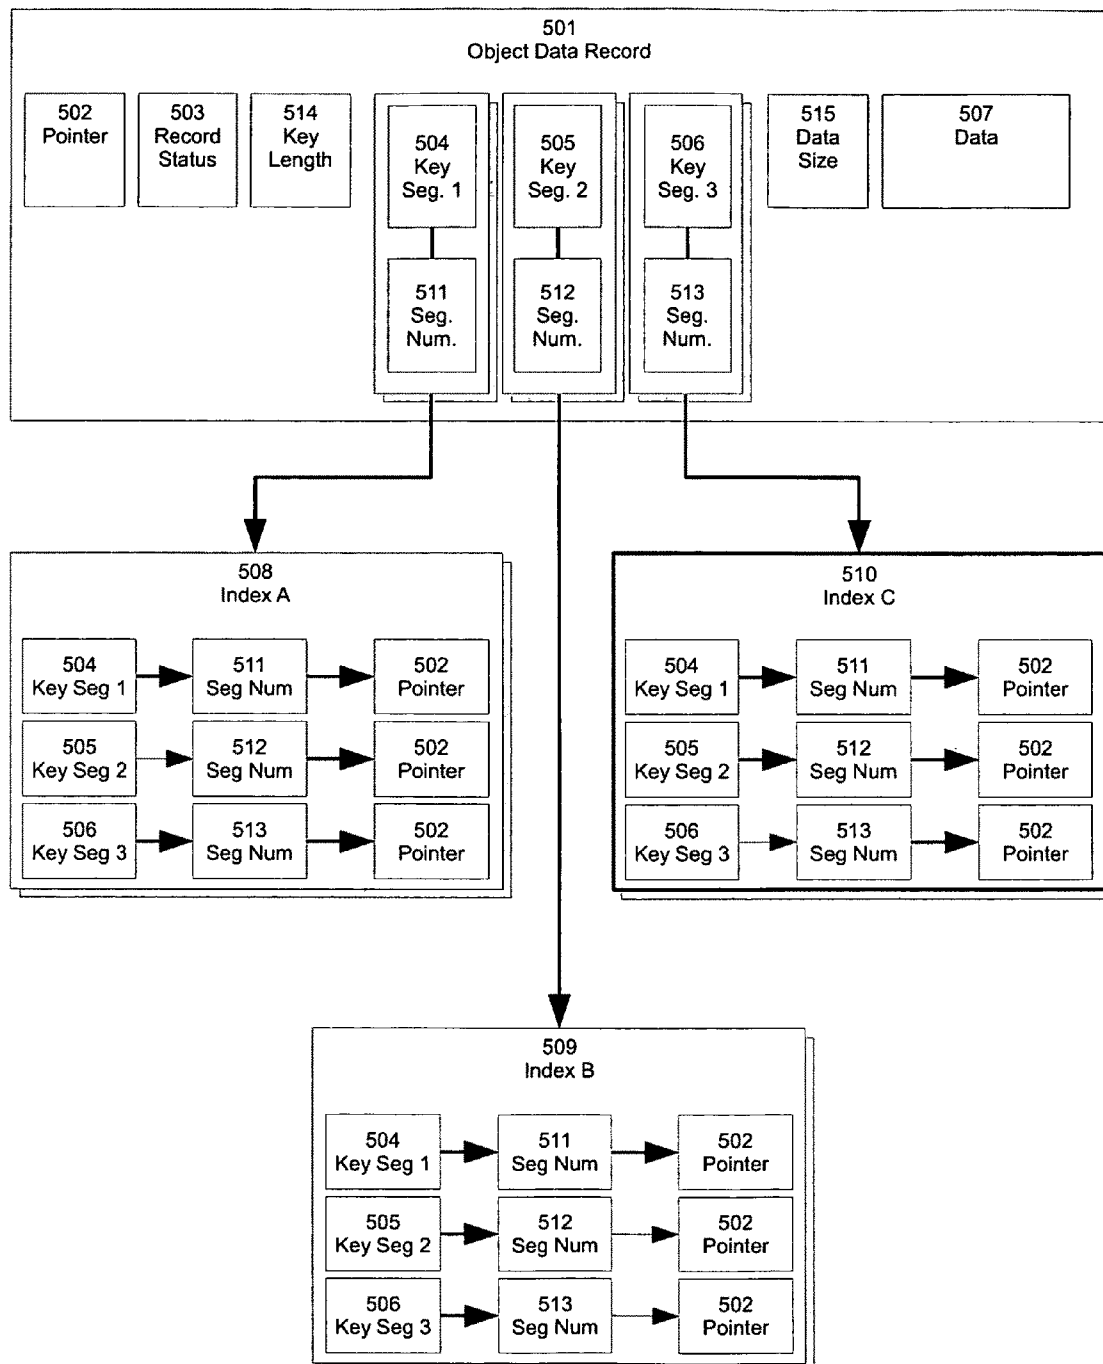 501
Object Data Record
502
Pointer
503
Record
Status
514
Key
Length
504
Key
Seg. 1
511
Seg.
Num.
505
Key
Seg. 2
512
Seg.
Num.
506
Key
Seg. 3
513
Seg.
Num.
515
Data
Size
507
Data
508
Index A
504
Key Seg 1
511
Seg Num
502
Pointer
505
Key Seg 2
512
Seg Num
502
Pointer
506
Key Seg 3
513
Seg Num
502
Pointer
510
Index C
504
Key Seg 1
511
Seg Num
502
Pointer
505
Key Seg 2
512
Seg Num
502
Pointer
506
Key Seg 3
513
Seg Num
502
Pointer
509
Index B
504
Key Seg 1
511
Seg Num
502
Pointer
505
Key Seg 2
512
Seg Num
502
Pointer
506
Key Seg 3
513
Seg Num
502
Pointer